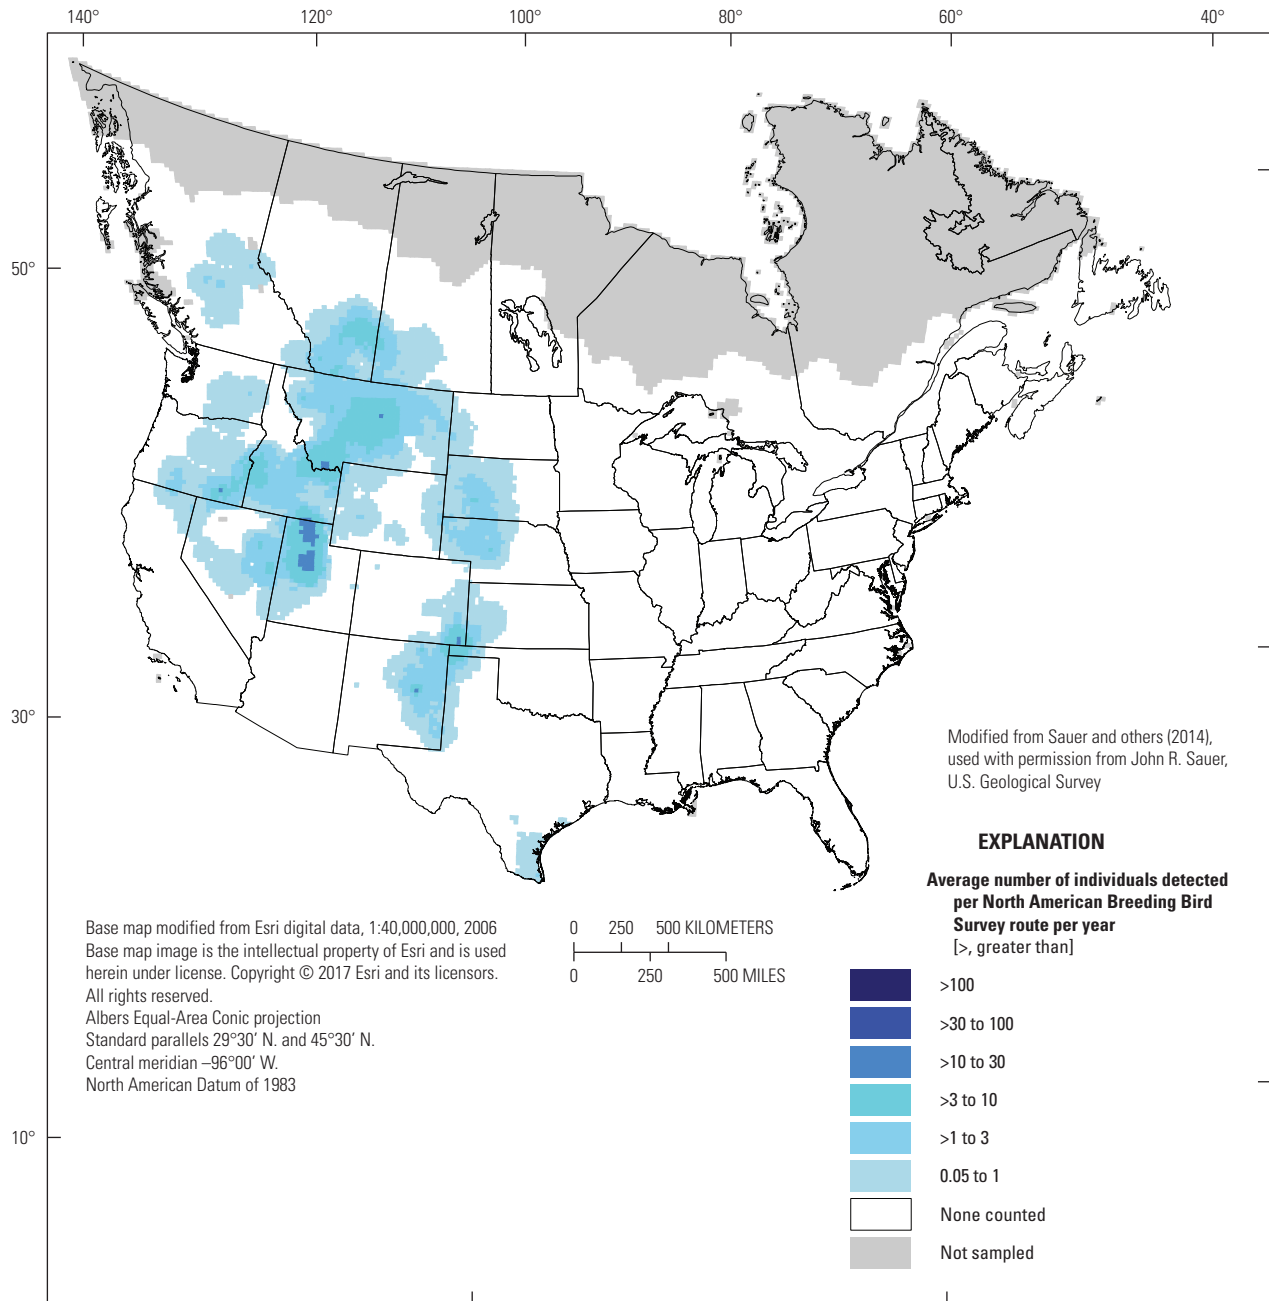 140°
120°
100°
80°
60°
40°
50°
30°
10°
Modified from Sauer and others (2014),
used with permission from John R. Sauer,
U.S. Geological Survey
EXPLANATION
Average number of individuals detected
per North American Breeding Bird
Survey route per year
[>, greater than]
>100
>30 to 100
>10 to 30
>3 to 10
>1 to 3
0.05 to 1
None counted
Not sampled
Base map modified from Esri digital data, 1:40,000,000, 2006
Base map image is the intellectual property of Esri and is used
herein under license. Copyright © 2017 Esri and its licensors.
All rights reserved.
Albers Equal-Area Conic projection
Standard parallels 29°30′ N. and 45°30′ N.
Central meridian –96°00′ W.
North American Datum of 1983
0 250 500 KILOMETERS
0 250 500 MILES